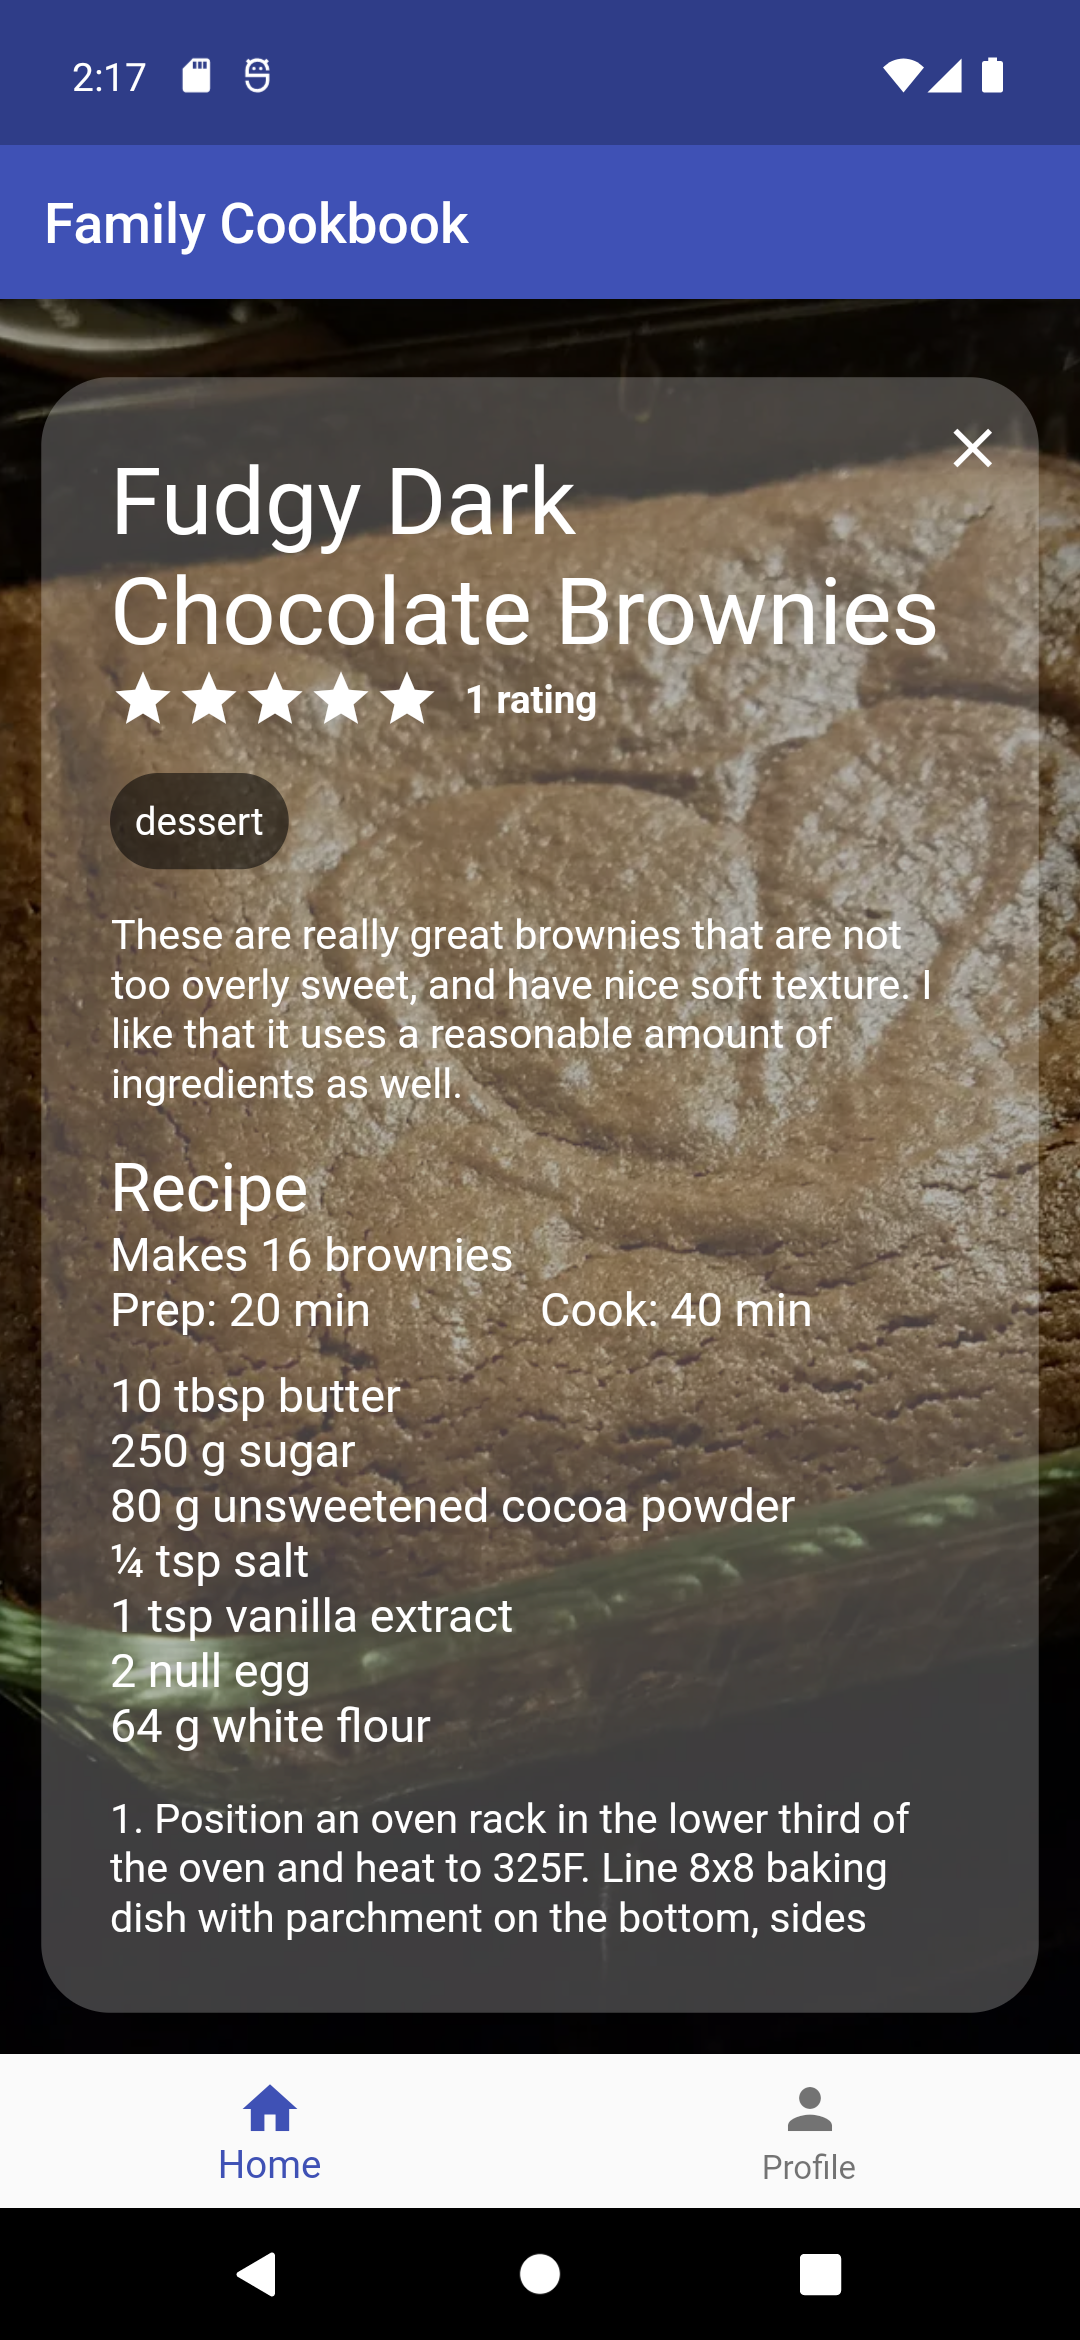 2:17
Family Cookbook
Fudgy Dark
Chocolate Brownies
1 rating
dessert
These are really great brownies that are not
too overly sweet, and have nice soft texture. I
like that it uses a reasonable amount of
ingredients as well.
Recipe
Makes 16 brownies
Prep: 20 min Cook: 40 min
10 tbsp butter
250 g sugar
80 g unsweetened cocoa powder
¼ tsp salt
1 tsp vanilla extract
2 null egg
64 g white flour
1. Position an oven rack in the lower third of
the oven and heat to 325F. Line 8x8 baking
dish with parchment on the bottom, sides
Home Profile